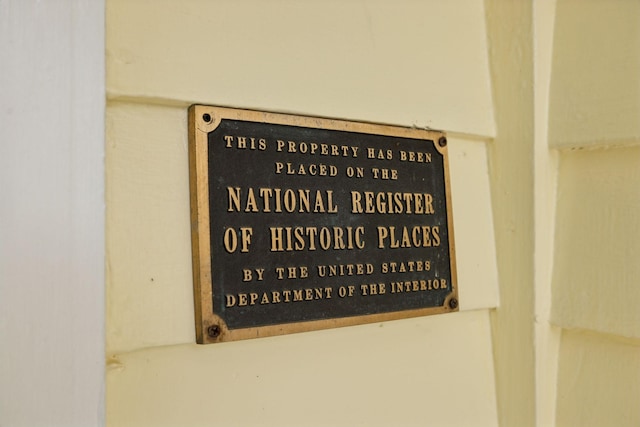 THIS PROPERTY HAS BEEN
PLACED ON THE
NATIONAL REGISTER
OF HISTORIC PLACES
BY THE UNITED STATES
DEPARTMENT OF THE INTERIOR